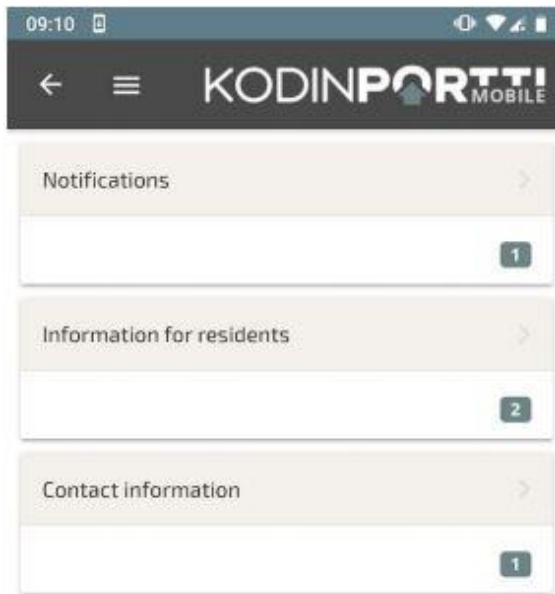 09:10
KODINPORTTI
MOBILE
Notifications
1
Information for residents
2
Contact information
1